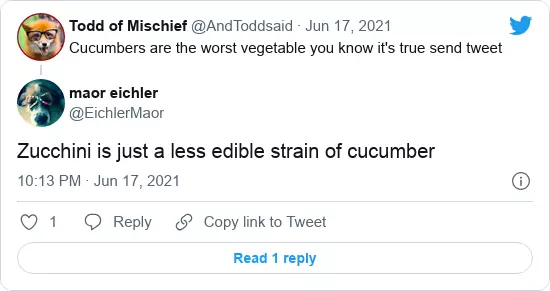 Todd of Mischief @AndToddsaid · Jun 17, 2021
Cucumbers are the worst vegetable you know it's true send tweet
maor eichler
@EichlerMaor
Zucchini is just a less edible strain of cucumber
10:13 PM · Jun 17, 2021
1 Reply Copy link to Tweet
Read 1 reply